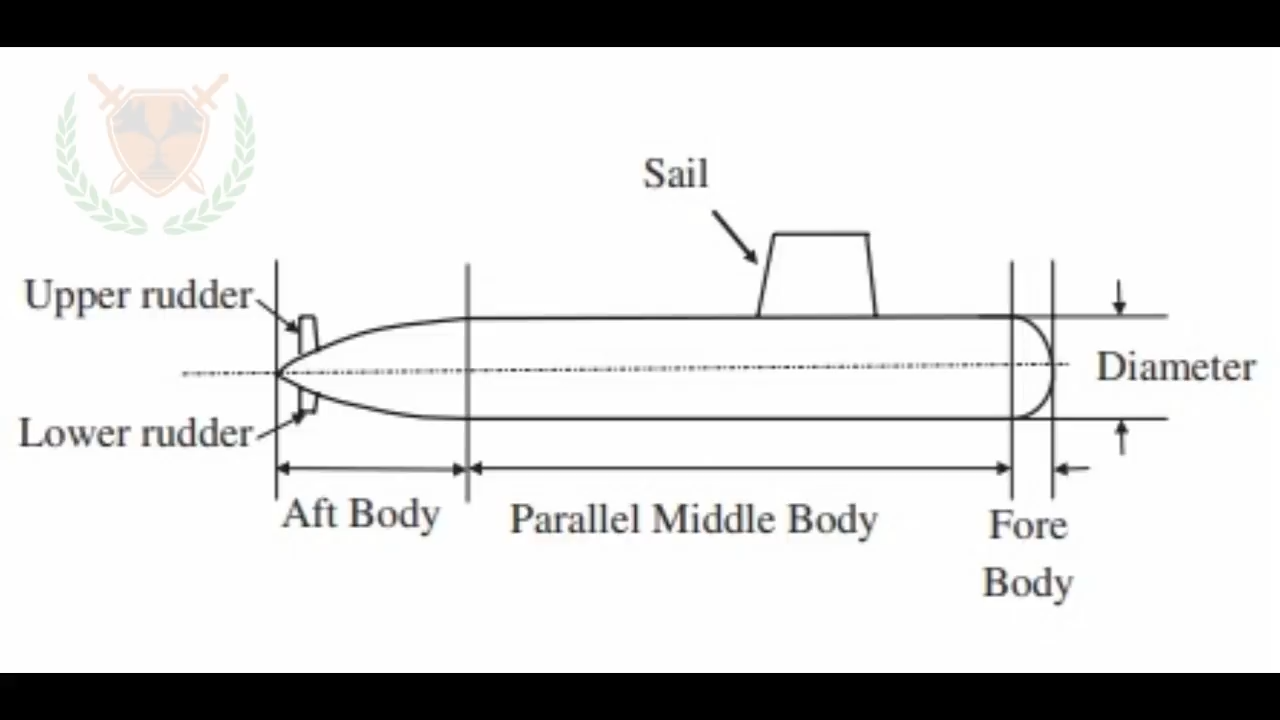 Sail
Upper rudder
Diameter
Lower rudder
Aft Body
Parallel Middle Body
Fore
Body